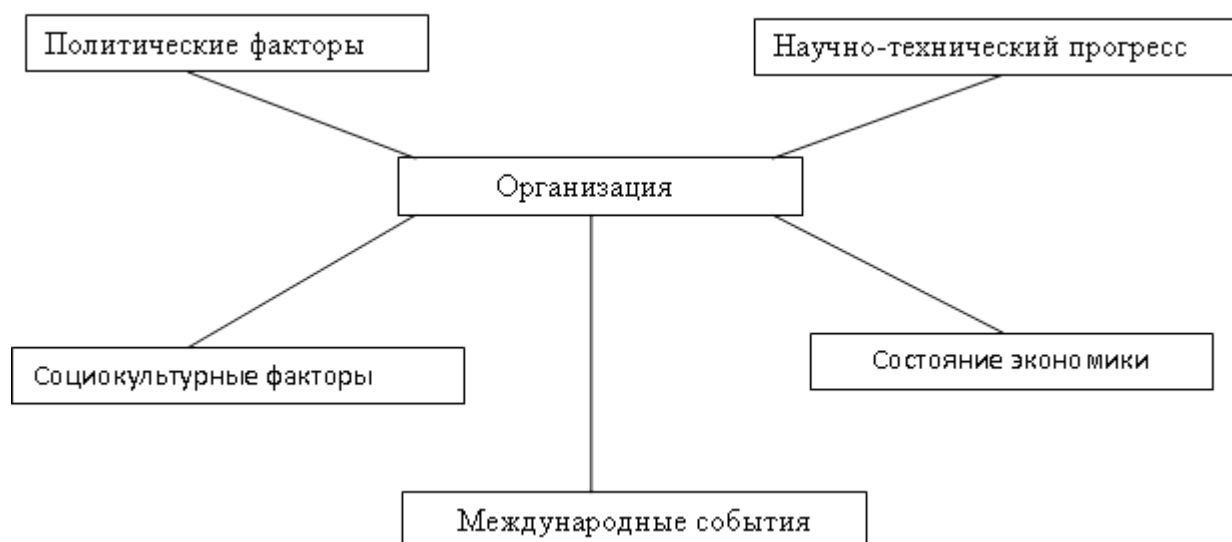 Политические факторы
Научно-технический прогресс
Организация
Социокультурные факторы
Состояние экономики
Международные события